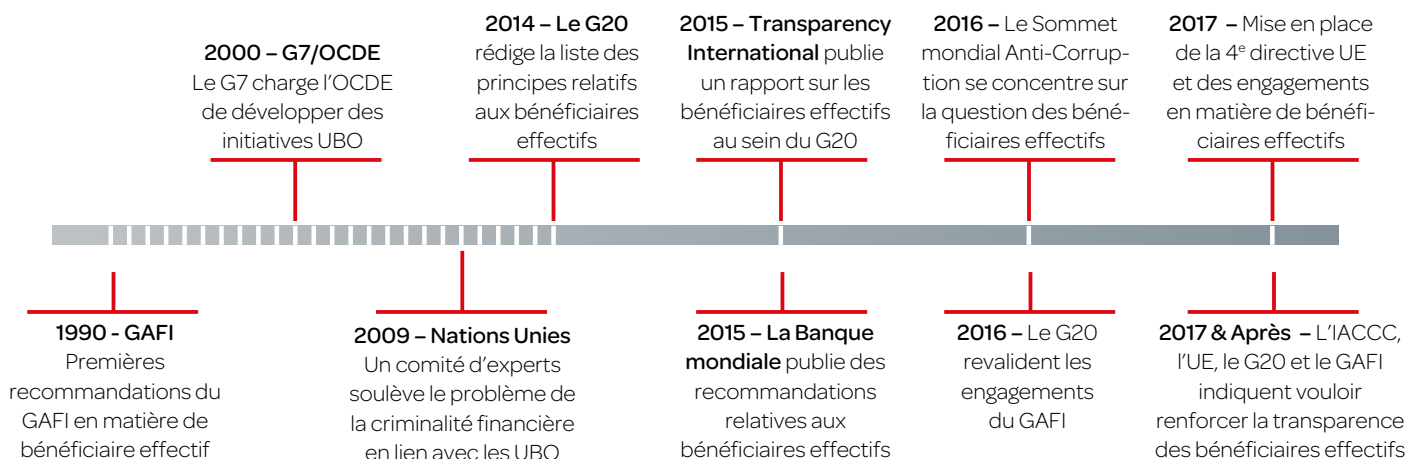 2000 – G7/OCDE
Le G7 charge l’OCDE
de développer des
initiatives UBO
2014 – Le G20
rédige la liste des
principes relatifs
aux bénéficiaires
effectifs
2015 – Transparency
International publie
un rapport sur les
bénéficiaires effectifs
au sein du G20
2016 – Le Sommet
mondial Anti-Corrup-
tion se concentre sur
la question des béné-
ficiaires effectifs
2017 – Mise en place
de la 4e directive UE
et des engagements
en matière de bénéfi-
ciaires effectifs
1990 - GAFI
Premières
recommandations du
GAFI en matière de
bénéficiaire effectif
2009 – Nations Unies
Un comité d’experts
soulève le problème de
la criminalité financière
en lien avec les UBO
2015 – La Banque
mondiale publie des
recommandations
relatives aux
bénéficiaires effectifs
2016 – Le G20
revalident les
engagements
du GAFI
2017 & Après – L’IACCC,
l’UE, le G20 et le GAFI
indiquent vouloir
renforcer la transparence
des bénéficiaires effectifs